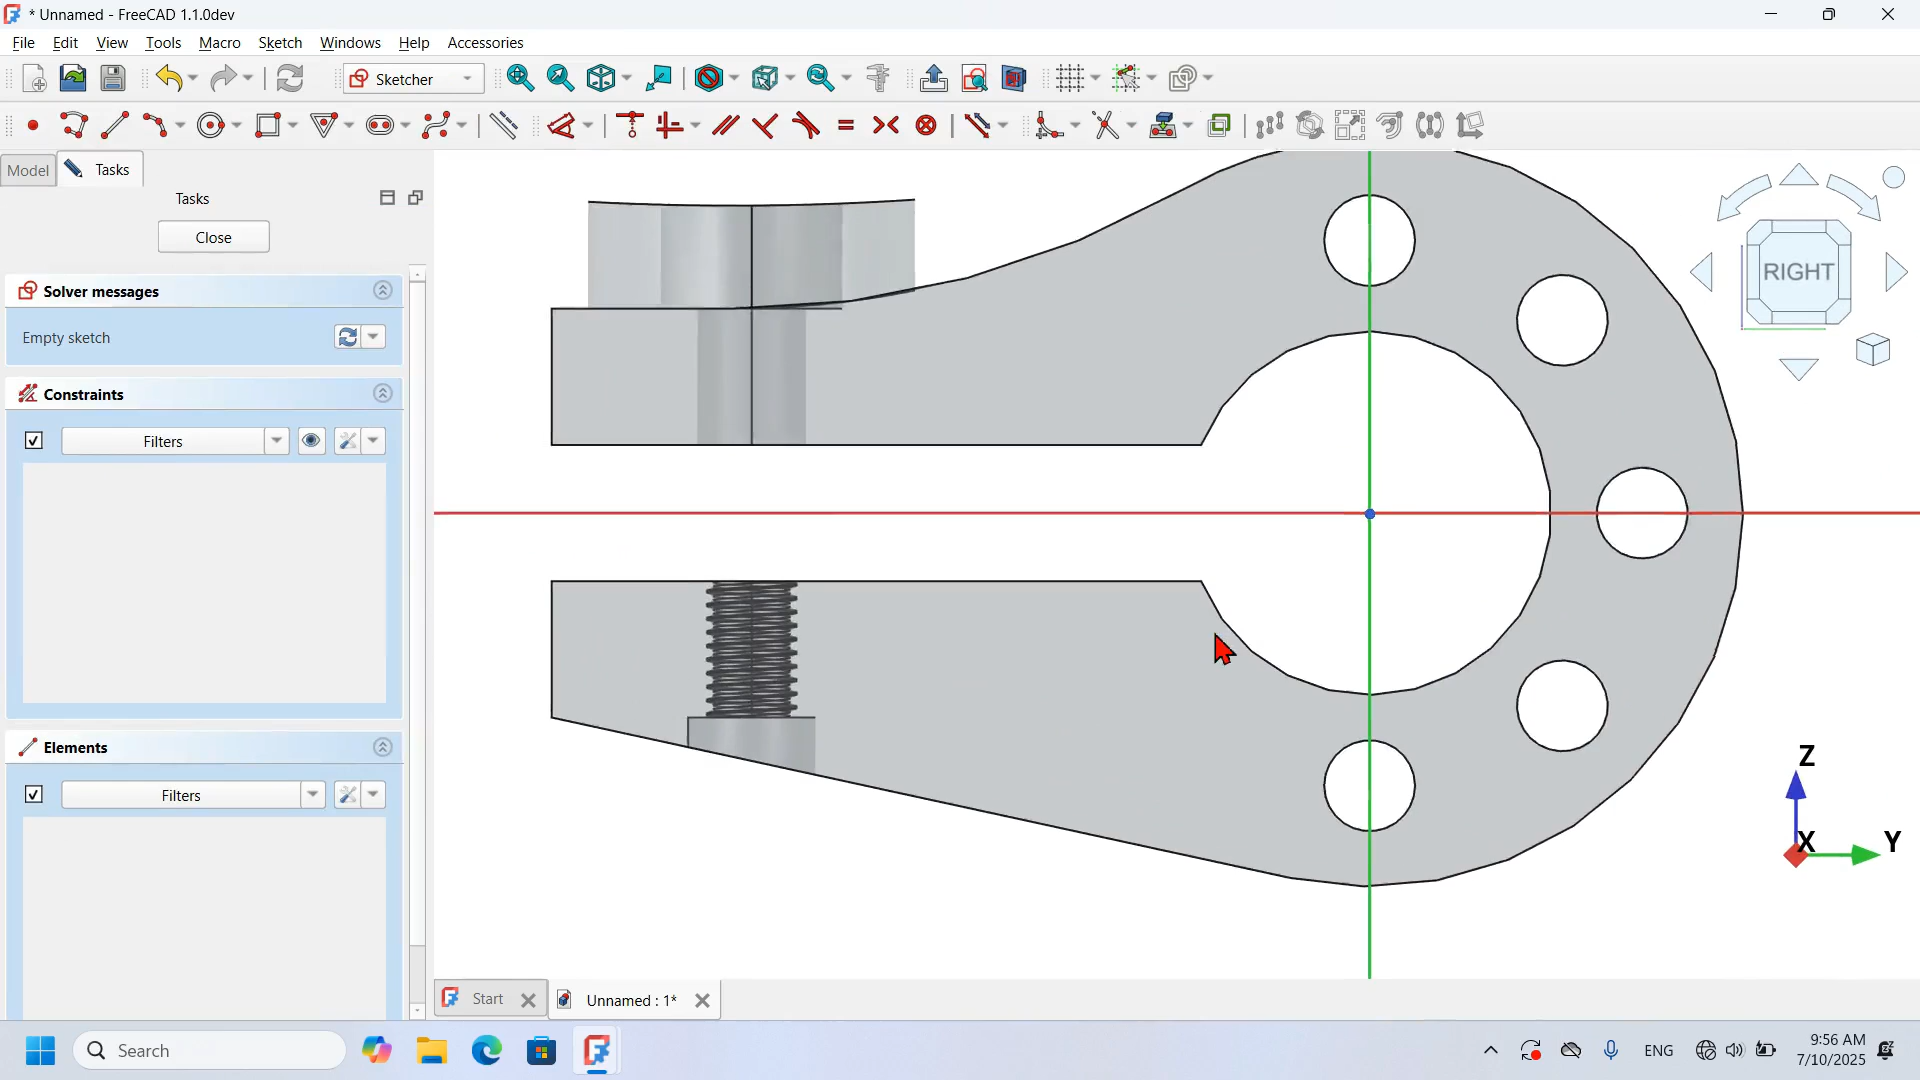 * Unnamed - FreeCAD 1.1.0dev
File Edit View Tools Macro Sketch Windows Help Accessories
Sketcher
Model Tasks
Tasks
Close
Solver messages
Empty sketch
Constraints
Filters
Elements
Filters
RIGHT
Z
X
Y
Start
Unnamed : 1*
Search
ENG
9:56 AM
7/10/2025